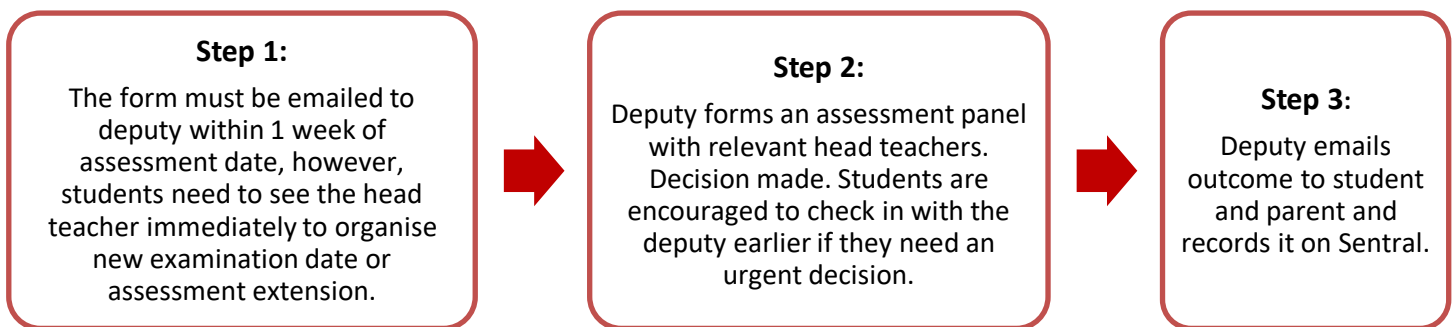 Step 1:
The form must be emailed to
deputy within 1 week of
assessment date, however,
students need to see the head
teacher immediately to organise
new examination date or
assessment extension.
Step 2:
Deputy forms an assessment panel
with relevant head teachers.
Decision made. Students are
encouraged to check in with the
deputy earlier if they need an
urgent decision.
Step 3:
Deputy emails
outcome to student
and parent and
records it on Sentral.